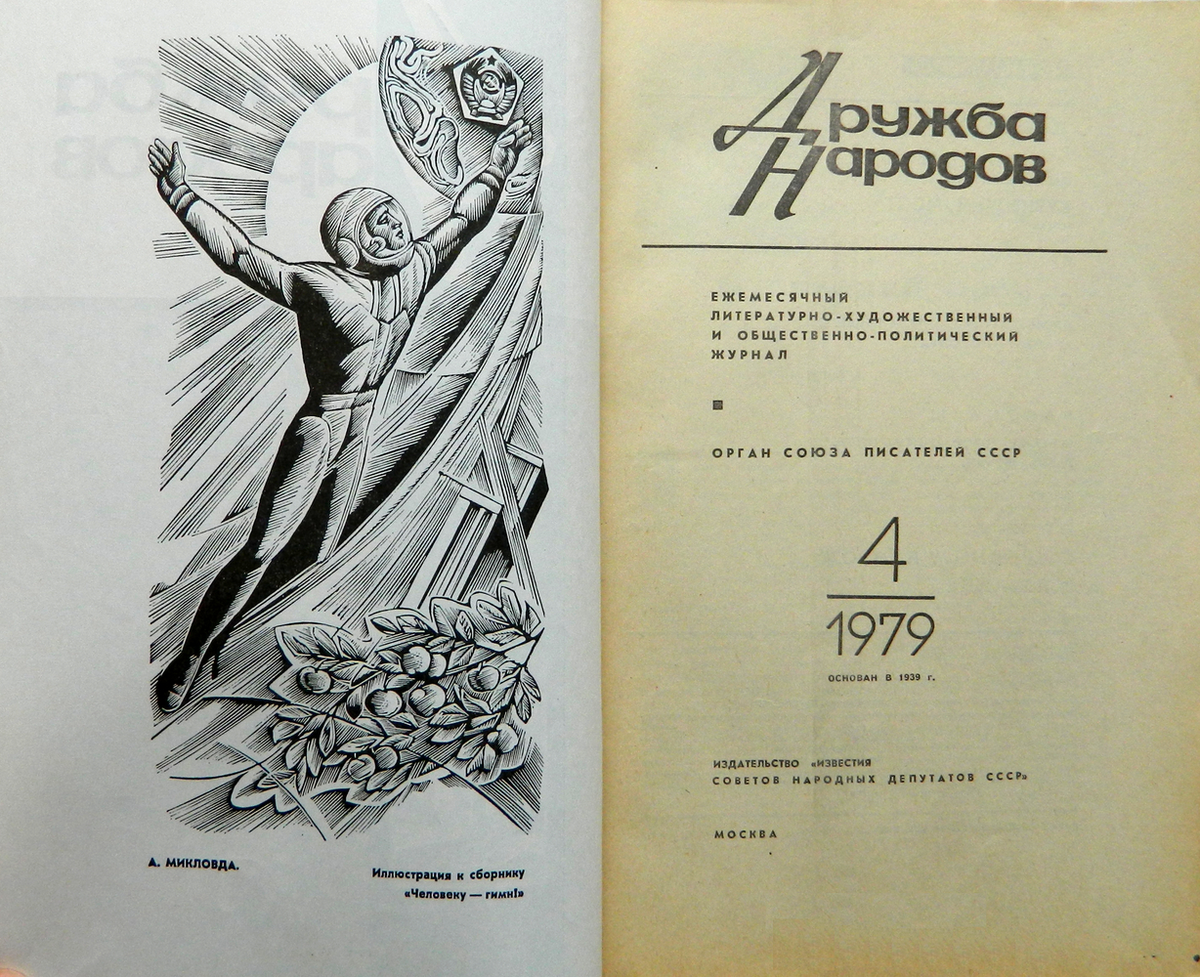 А. МИКЛОВДА.
Иллюстрация к сборнику
«Человеку — гимн!»
Дружба
Народов
ЕЖЕМЕСЯЧНЫЙ
ЛИТЕРАТУРНО-ХУДОЖЕСТВЕННЫЙ
И ОБЩЕСТВЕННО-ПОЛИТИЧЕСКИЙ
ЖУРНАЛ
ОРГАН СОЮЗА ПИСАТЕЛЕЙ СССР
4
1979
ОСНОВАН В 1939 г.
ИЗДАТЕЛЬСТВО «ИЗВЕСТИЯ
СОВЕТОВ НАРОДНЫХ ДЕПУТАТОВ СССР»
МОСКВА